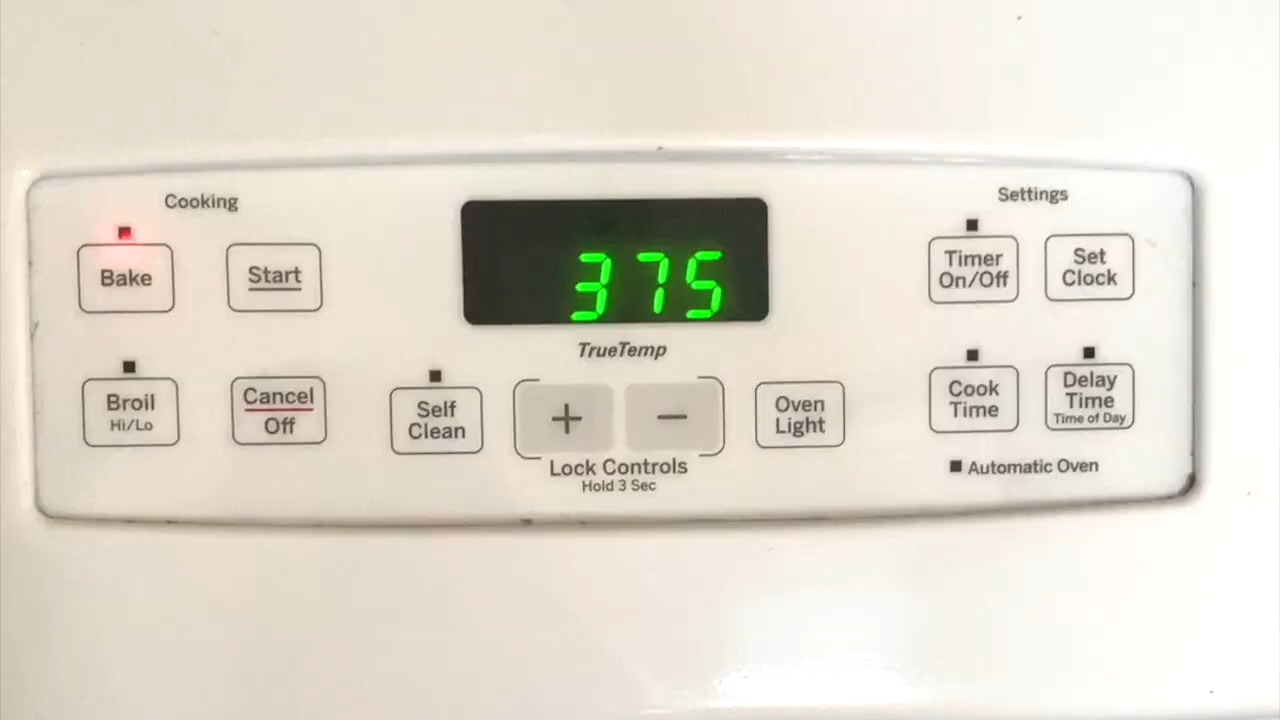 Cooking
Settings
Bake
Start
375
Timer
On/Off
Set
Clock
TrueTemp
Broil
Hi/Lo
Cancel
Off
Self
Clean
+
−
Lock Controls
Hold 3 Sec
Oven
Light
Cook
Time
Delay
Time
Time of Day
Automatic Oven